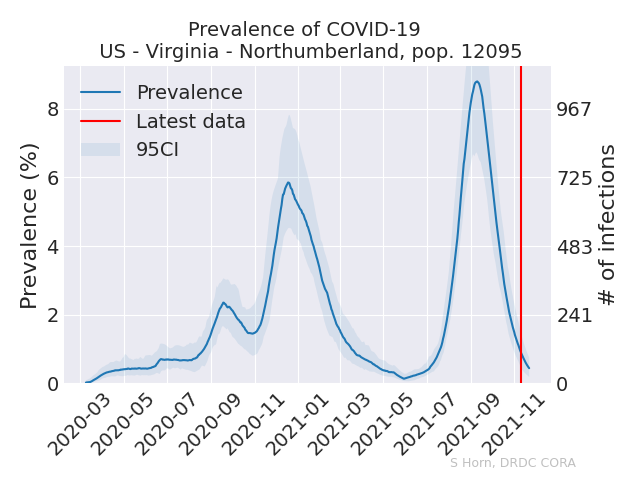 Prevalence of COVID-19
US - Virginia - Northumberland, pop. 12095
Prevalence
Latest data
95CI
Prevalence (%)
8
6
4
2
0
967
725
483
241
0
# of infections
2020-03
2020-05
2020-07
2020-09
2020-11
2021-01
2021-03
2021-05
2021-07
2021-09
2021-11
S Horn, DRDC CORA